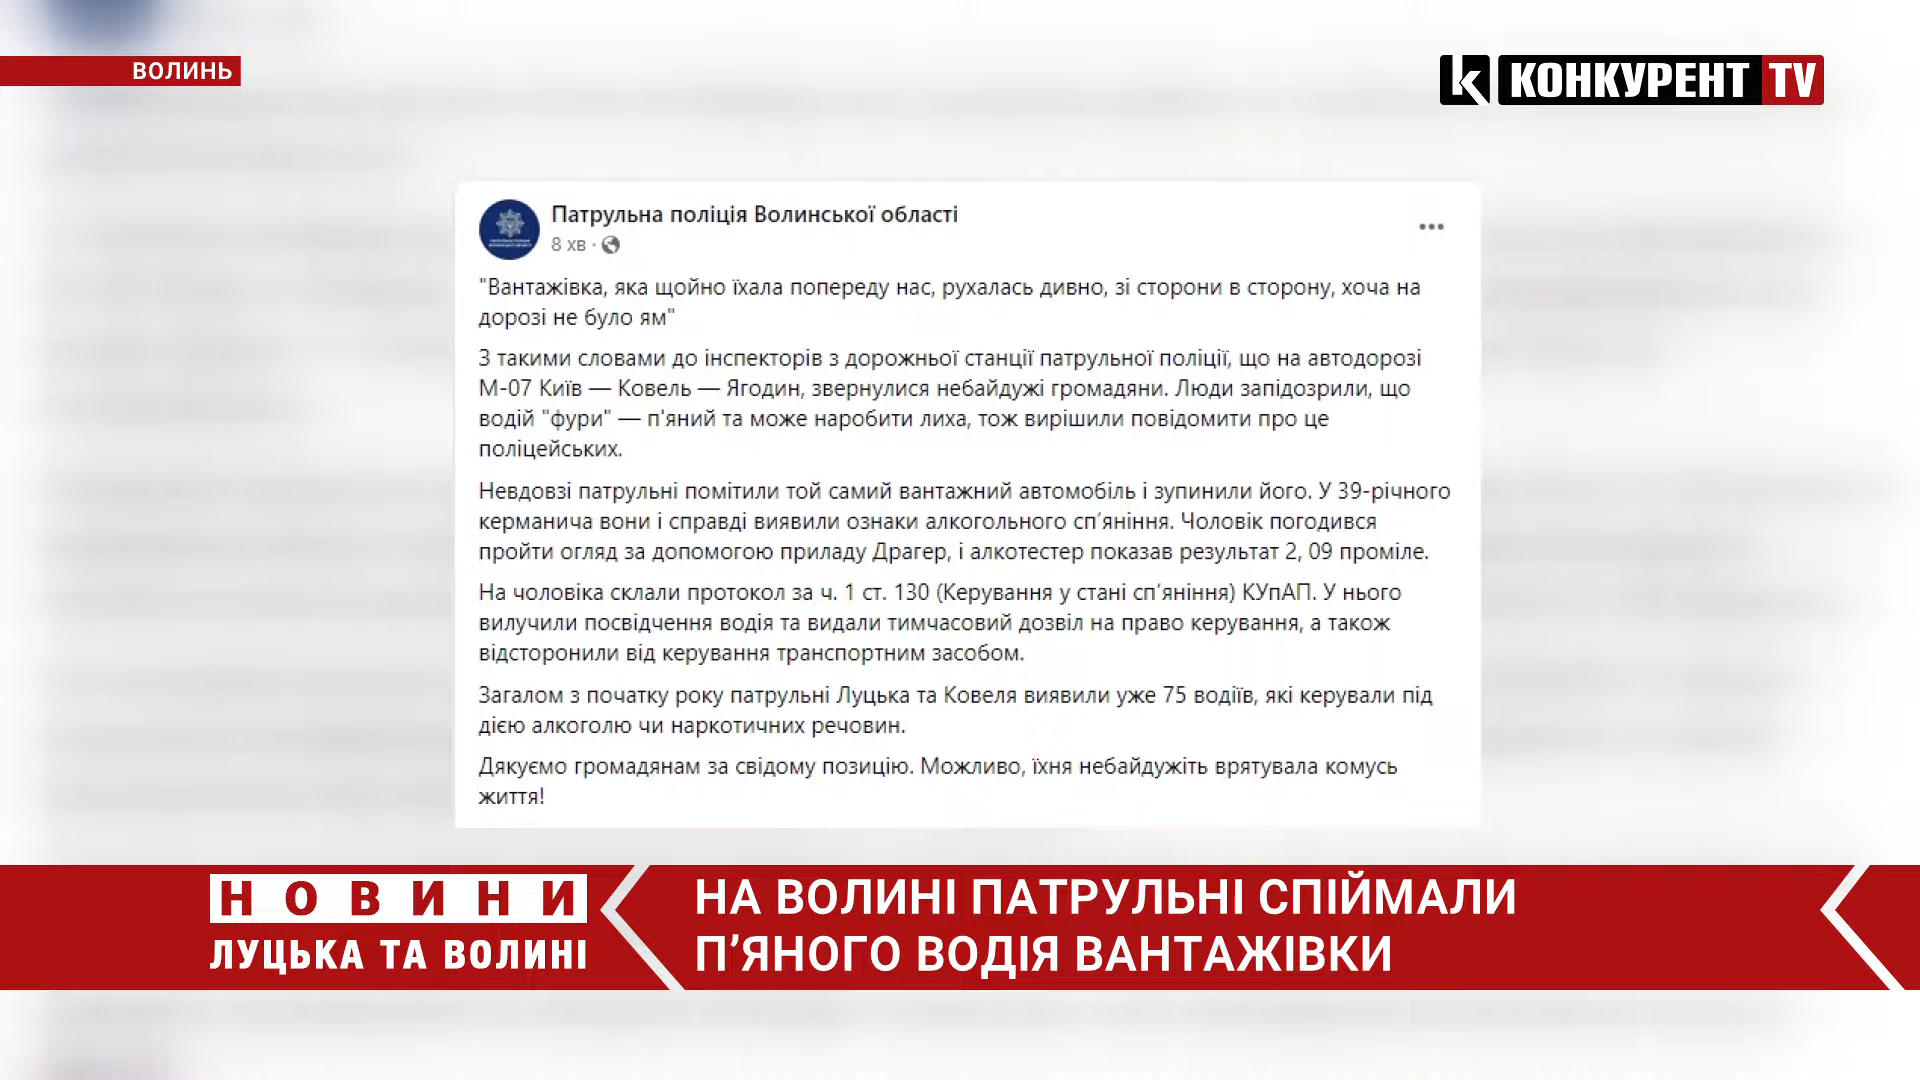 ВОЛИНЬ
КОНКУРЕНТ TV
Патрульна поліція Волинської області
8 хв ·
"Вантажівка, яка щойно їхала попереду нас, рухалась дивно, зі сторони в сторону, хоча на
дорозі не було ям"
З такими словами до інспекторів з дорожньої станції патрульної поліції, що на автодорозі
М-07 Київ — Ковель — Ягодин, звернулися небайдужі громадяни. Люди запідозрили, що
водій "фури" — п'яний та може наробити лиха, тож вирішили повідомити про це
поліцейських.
Невдовзі патрульні помітили той самий вантажний автомобіль і зупинили його. У 39-річного
керманича вони і справді виявили ознаки алкогольного сп’яніння. Чоловік погодився
пройти огляд за допомогою приладу Драгер, і алкотестер показав результат 2, 09 проміле.
На чоловіка склали протокол за ч. 1 ст. 130 (Керування у стані сп’яніння) КУпАП. У нього
вилучили посвідчення водія та видали тимчасовий дозвіл на право керування, а також
відсторонили від керування транспортним засобом.
Загалом з початку року патрульні Луцька та Ковеля виявили уже 75 водіїв, які керували під
дією алкоголю чи наркотичних речовин.
Дякуємо громадянам за свідому позицію. Можливо, їхня небайдужіть врятувала комусь
життя!
НОВИНИ
ЛУЦЬКА ТА ВОЛИНІ
НА ВОЛИНІ ПАТРУЛЬНІ СПІЙМАЛИ
П’ЯНОГО ВОДІЯ ВАНТАЖІВКИ